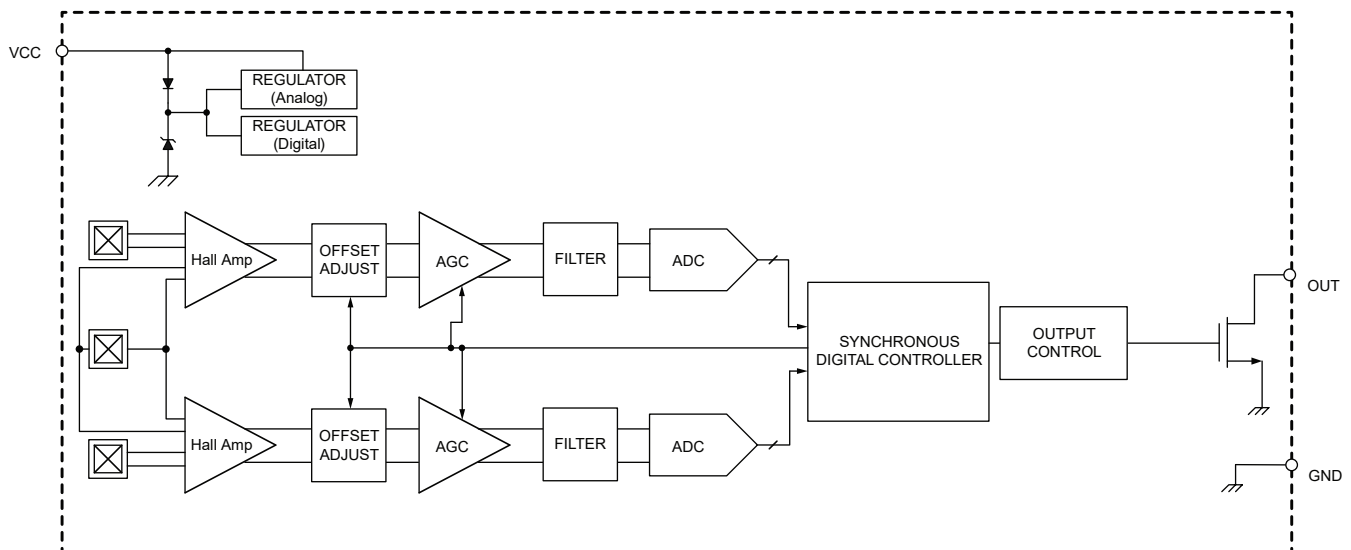 VCC
REGULATOR
(Analog)
REGULATOR
(Digital)
Hall Amp
OFFSET
ADJUST
AGC
FILTER
ADC
SYNCHRONOUS
DIGITAL CONTROLLER
OUTPUT
CONTROL
OUT
Hall Amp
OFFSET
ADJUST
AGC
FILTER
ADC
GND